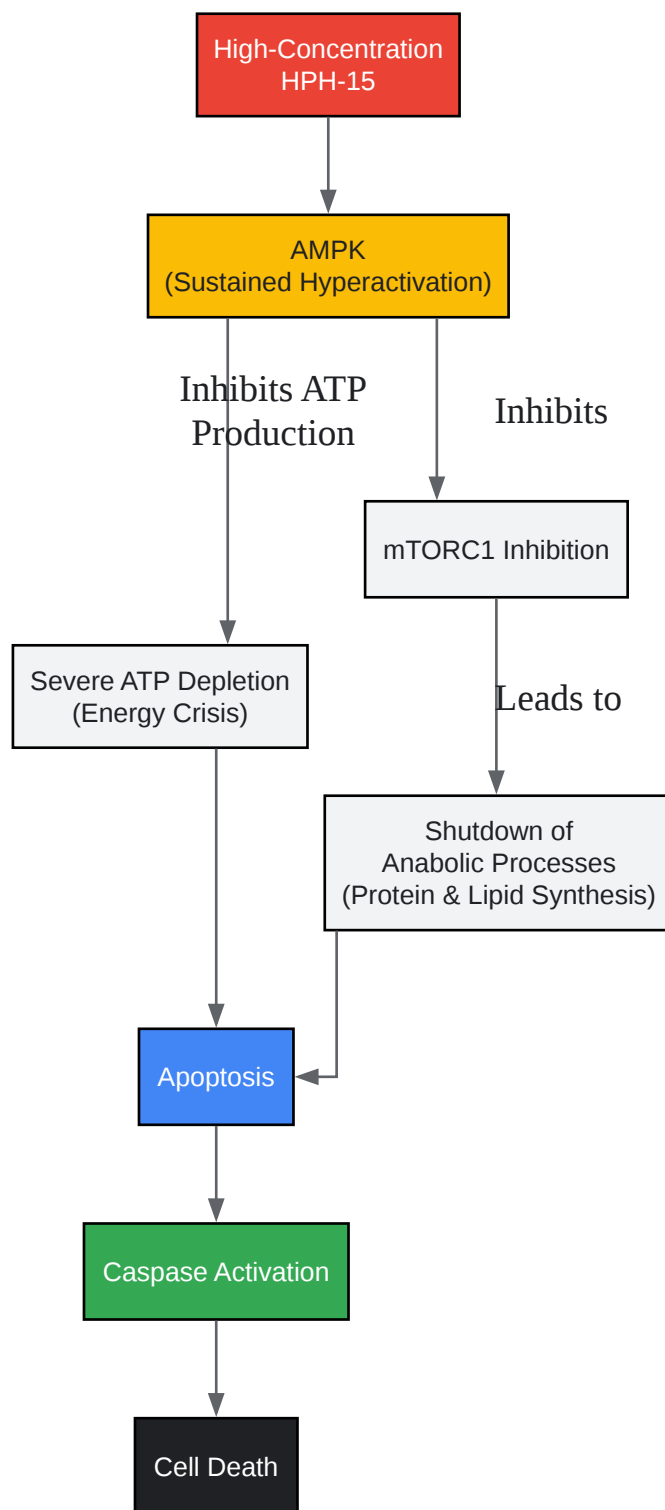 High-Concentration
HPH-15
AMPK
(Sustained Hyperactivation)
Inhibits ATP
Production
Inhibits
mTORC1 Inhibition
Severe ATP Depletion
(Energy Crisis)
Leads to
Shutdown of
Anabolic Processes
(Protein & Lipid Synthesis)
Apoptosis
Caspase Activation
Cell Death